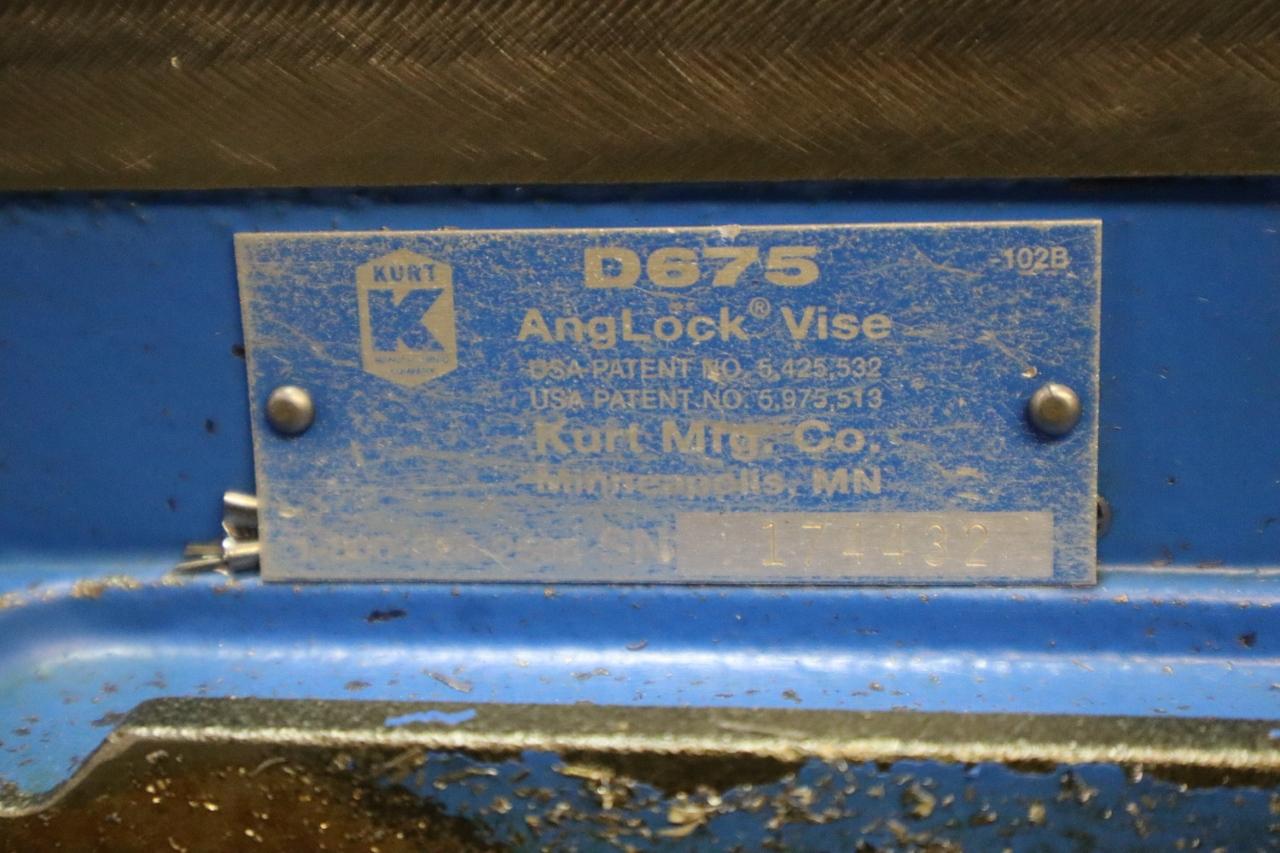 KURT
K
D675
-102B
AngLock® Vise
USA PATENT NO. 5,425,532
USA PATENT NO. 5,975,513
Kurt Mfg. Co.
Minneapolis, MN
SN 174432